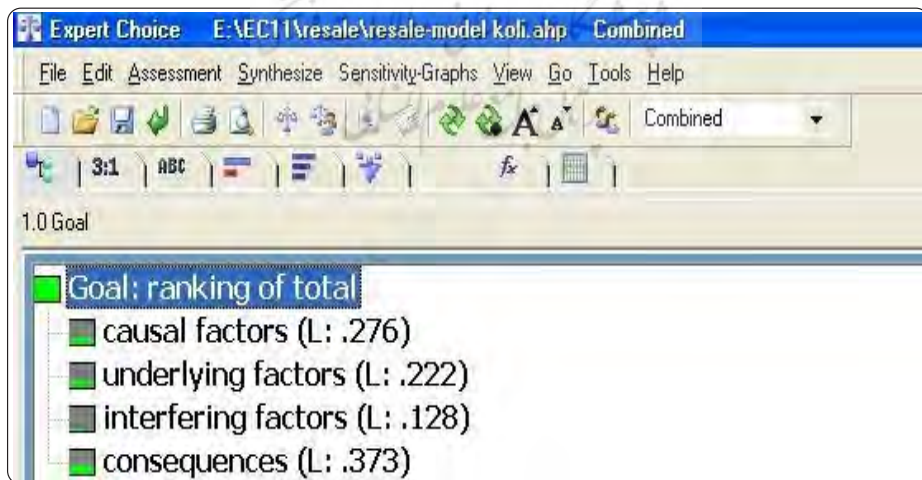 Expert Choice E:\EC11\resale\resale-model koli.ahp Combined
File Edit Assessment Synthesize Sensitivity-Graphs View Go Tools Help
A A Combined
3:1 ABC fx
1.0 Goal
Goal: ranking of total
causal factors (L: .276)
underlying factors (L: .222)
interfering factors (L: .128)
consequences (L: .373)